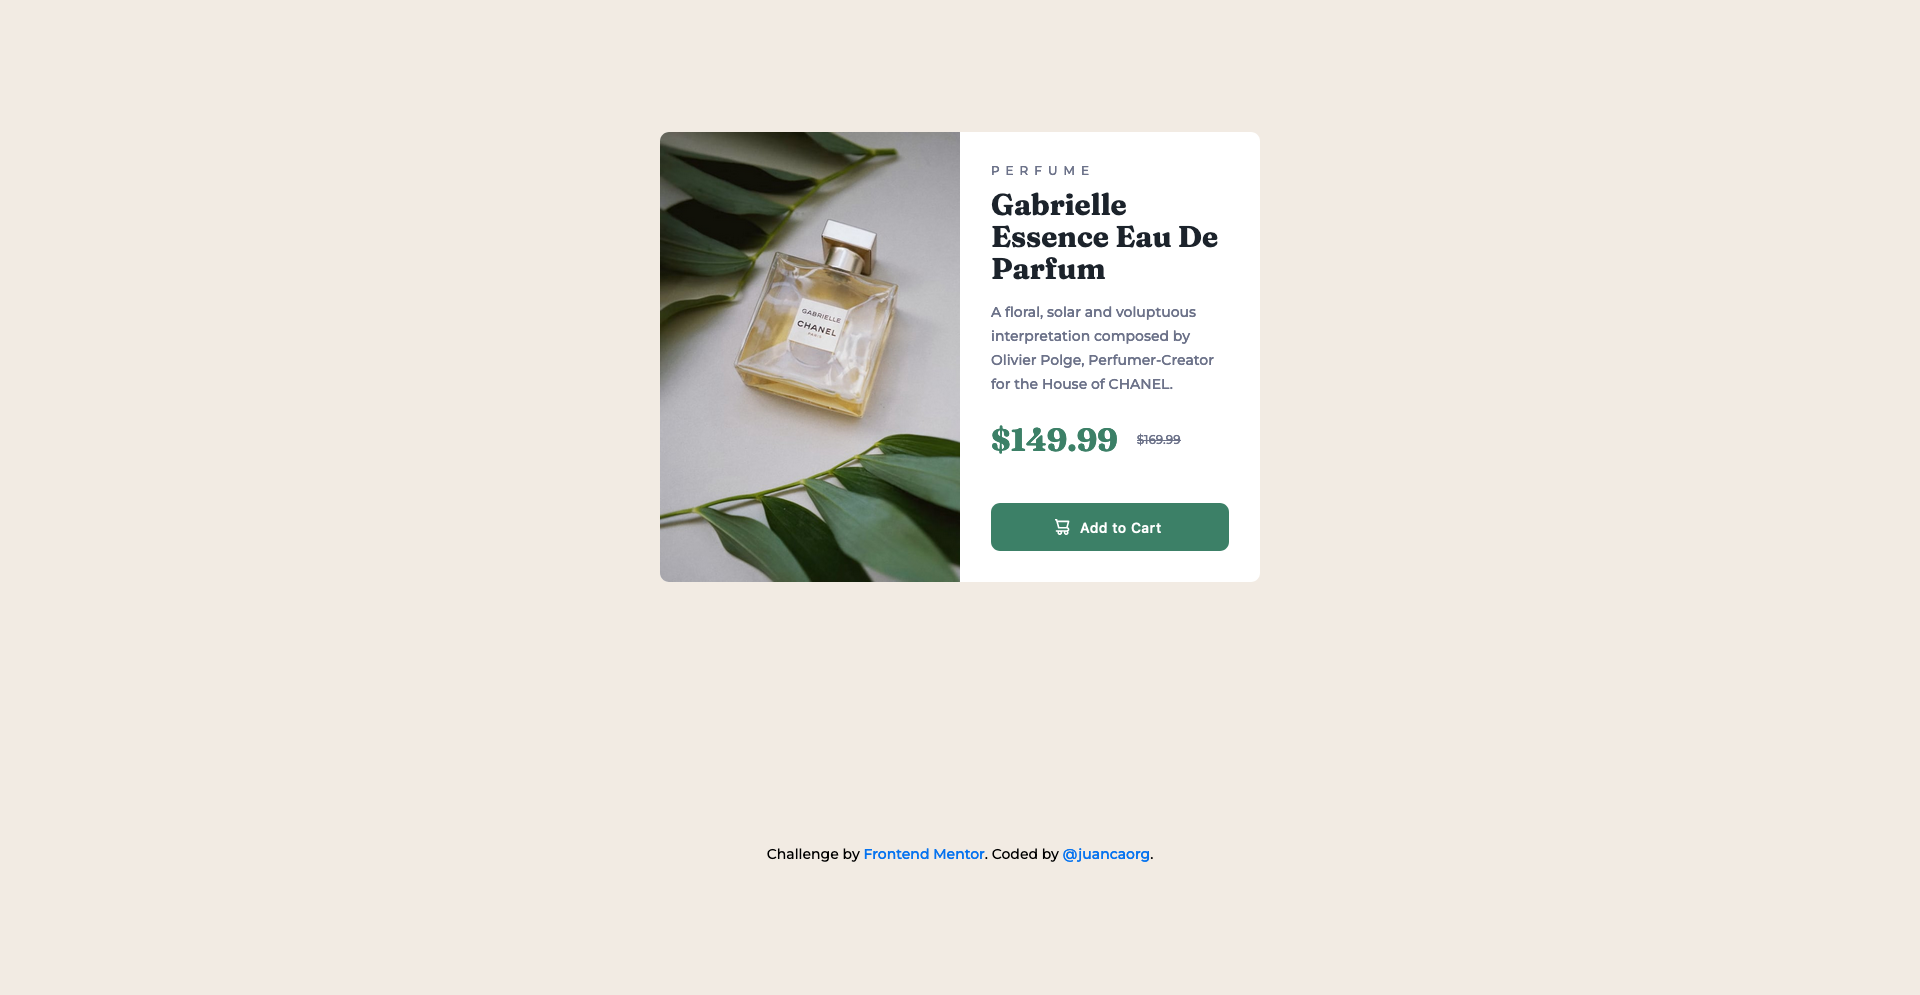 GABRIELLE
CHANEL
PARIS
PERFUME
Gabrielle
Essence Eau De
Parfum
A floral, solar and voluptuous
interpretation composed by
Olivier Polge, Perfumer-Creator
for the House of CHANEL.
$149.99 $169.99
Add to Cart
Challenge by Frontend Mentor. Coded by @juancaorg.